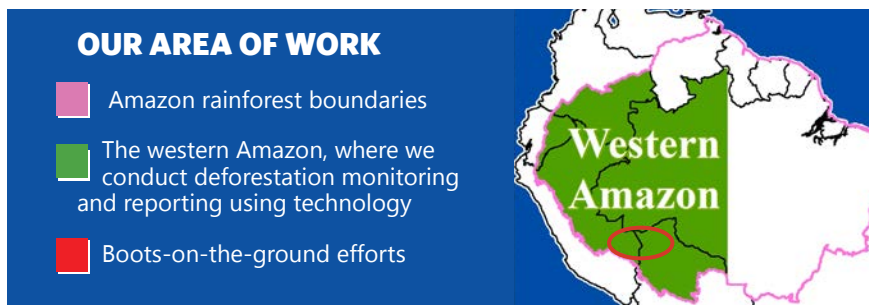 OUR AREA OF WORK
Amazon rainforest boundaries
The western Amazon, where we
conduct deforestation monitoring
and reporting using technology
Boots-on-the-ground efforts
Western
Amazon